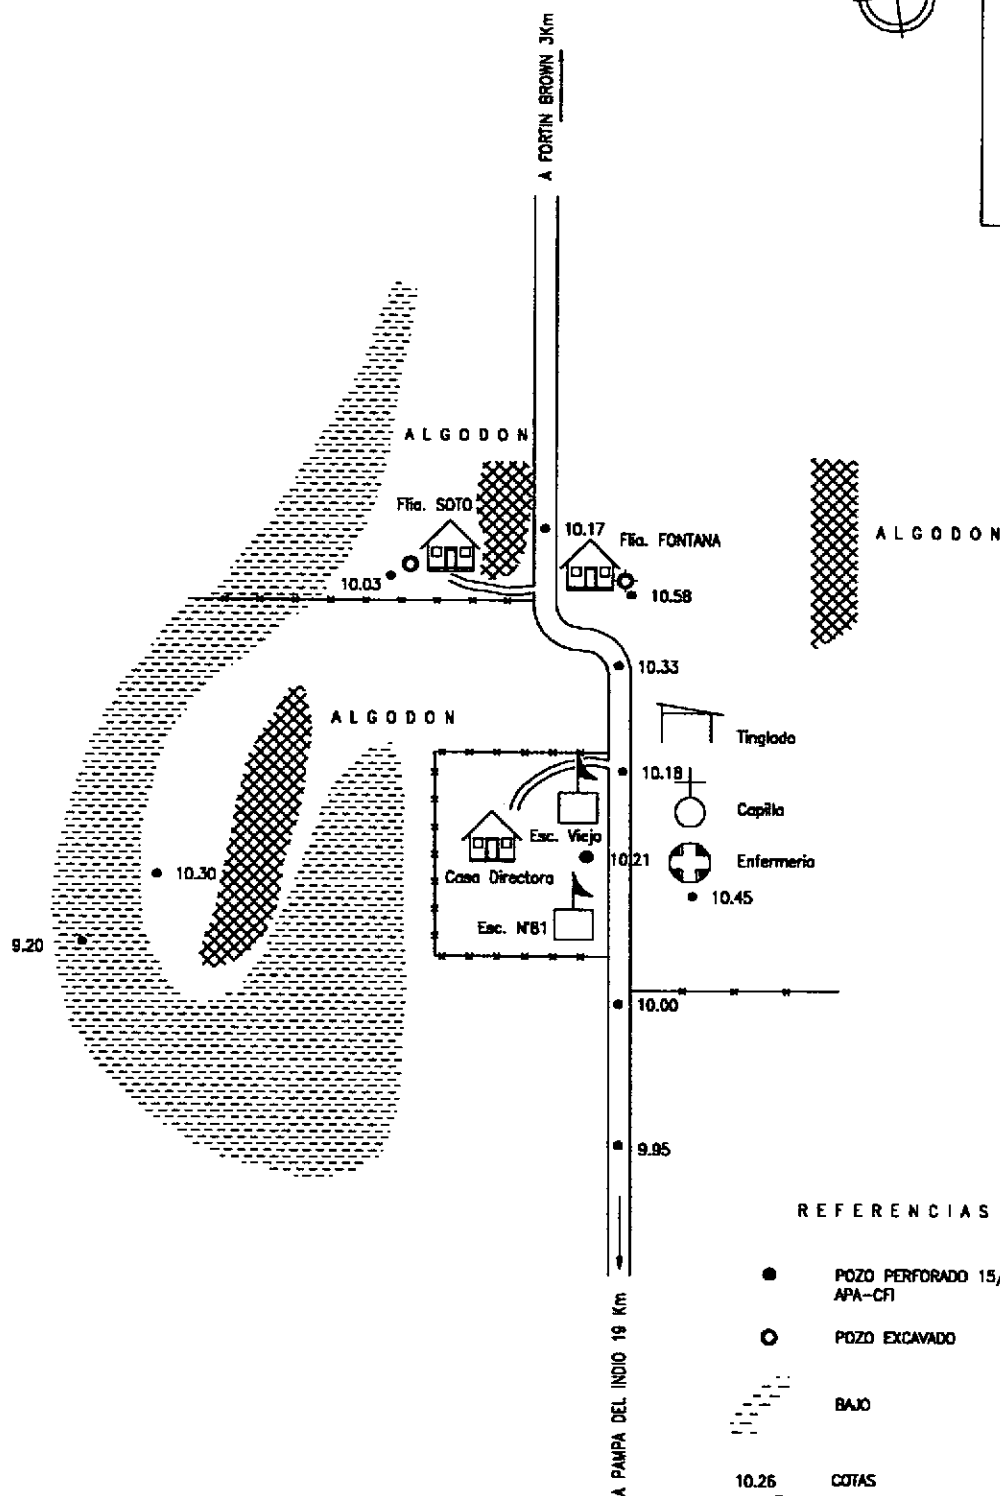 A FORTIN BROWN 3Km
ALGODON
Flia. SOTO
10.17
Flia. FONTANA
ALGODON
10.03
10.58
10.33
ALGODON
Tinglado
10.18
Capilla
Esc. Vieja
10.21
Enfermeria
10.30
Casa Directora
10.45
Esc. N°81
9.20
10.00
9.95
REFERENCIAS
POZO PERFORADO 15/
APA-CFI
A PAMPA DEL INDIO 19 Km
POZO EXCAVADO
BAJO
10.26 COTAS